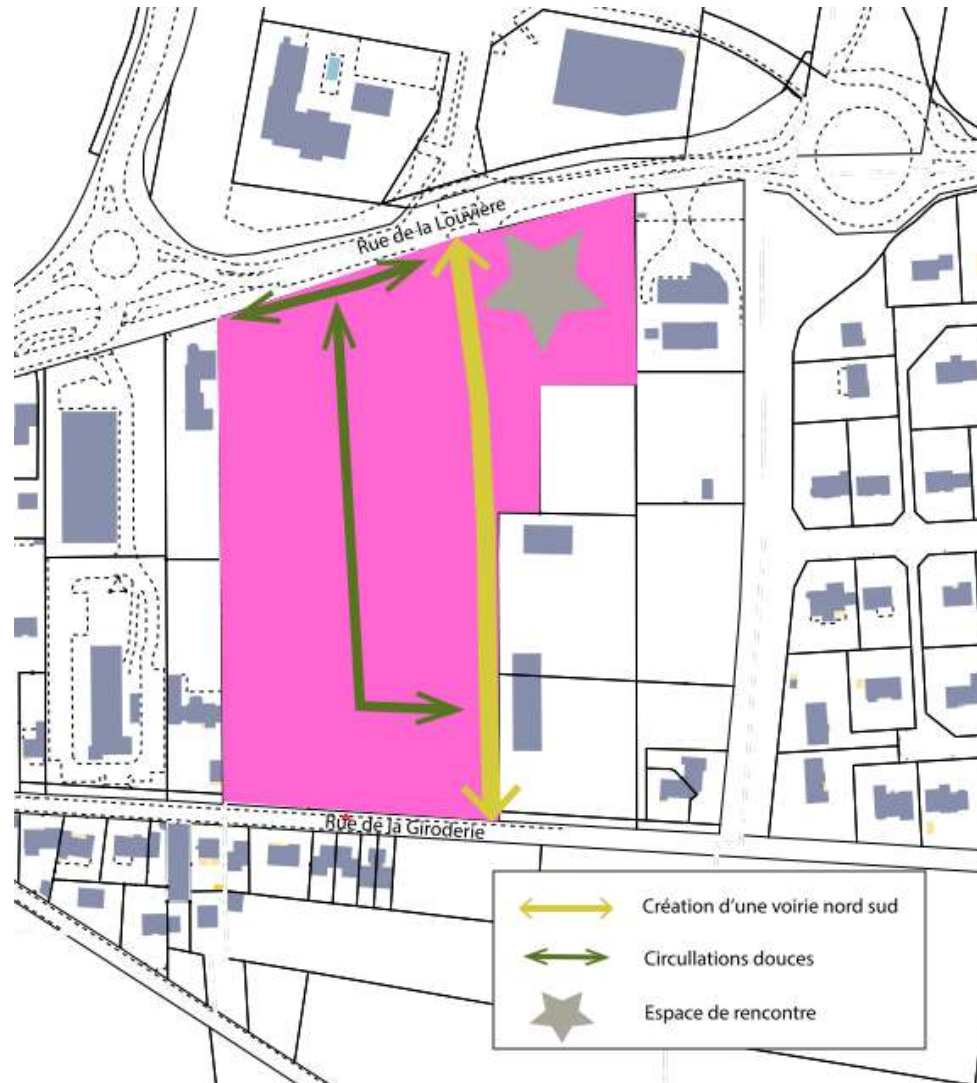 Rue de la Louvière
Rue de la Giroderie
Création d'une voirie nord sud
Circullations douces
Espace de rencontre